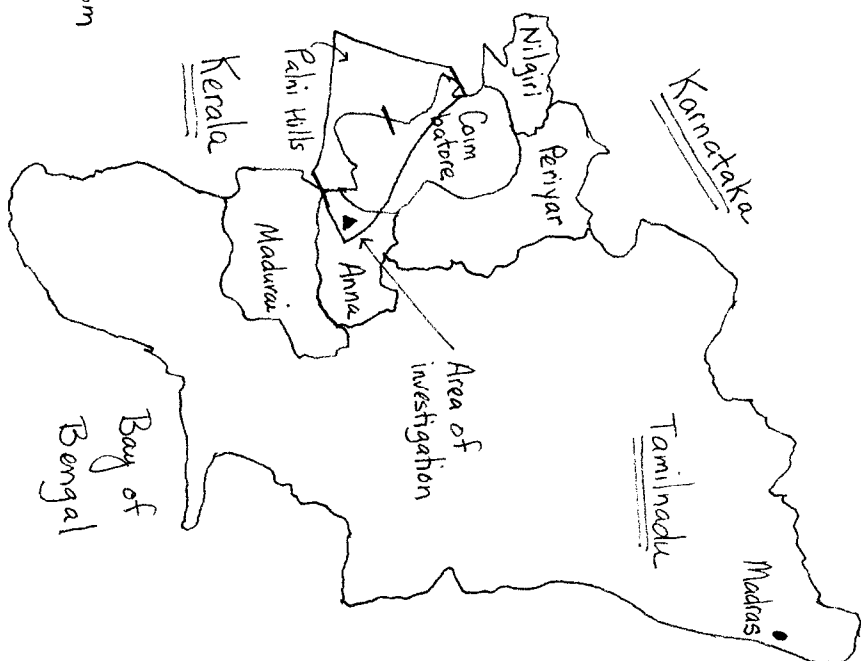 Karnataka
Nilgiri
Periyar
Coim
batore
Palni Hills
Kerala
Anna
Madurai
Area of
investigation
Tamilnadu
Madras
Bay of
Bengal